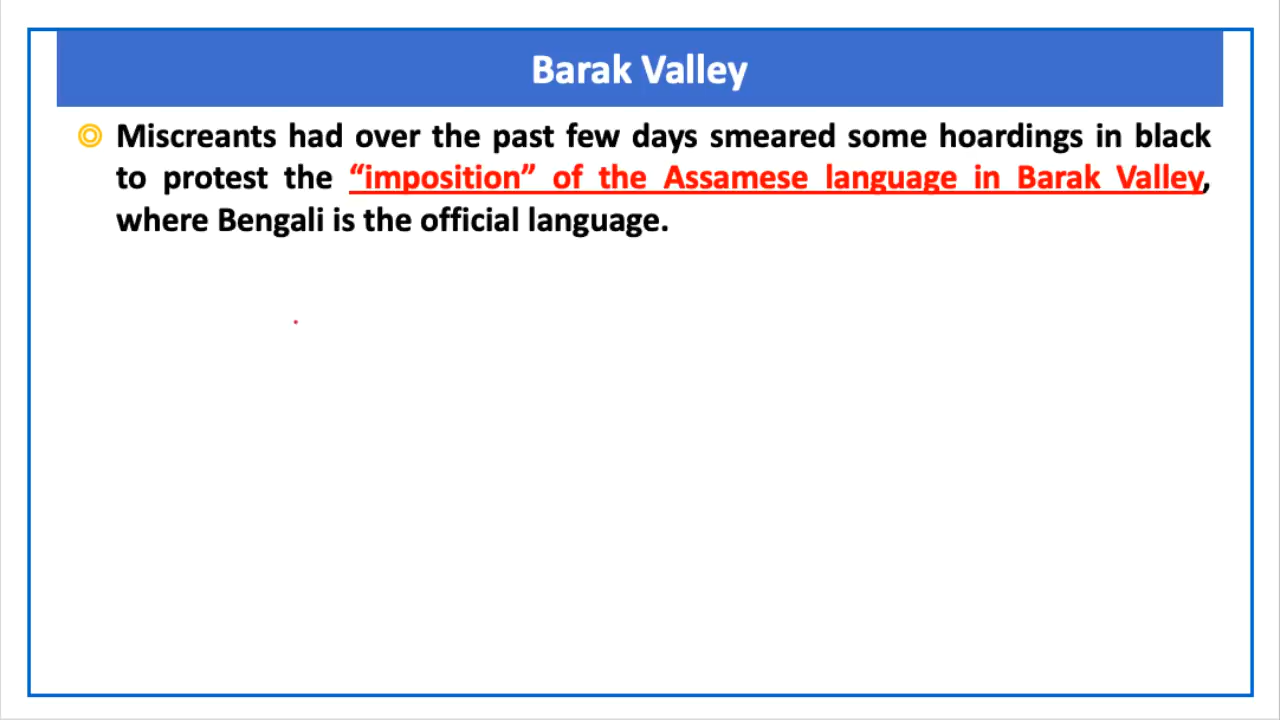 Barak Valley
Miscreants had over the past few days smeared some hoardings in black
to protest the “imposition” of the Assamese language in Barak Valley,
where Bengali is the official language.